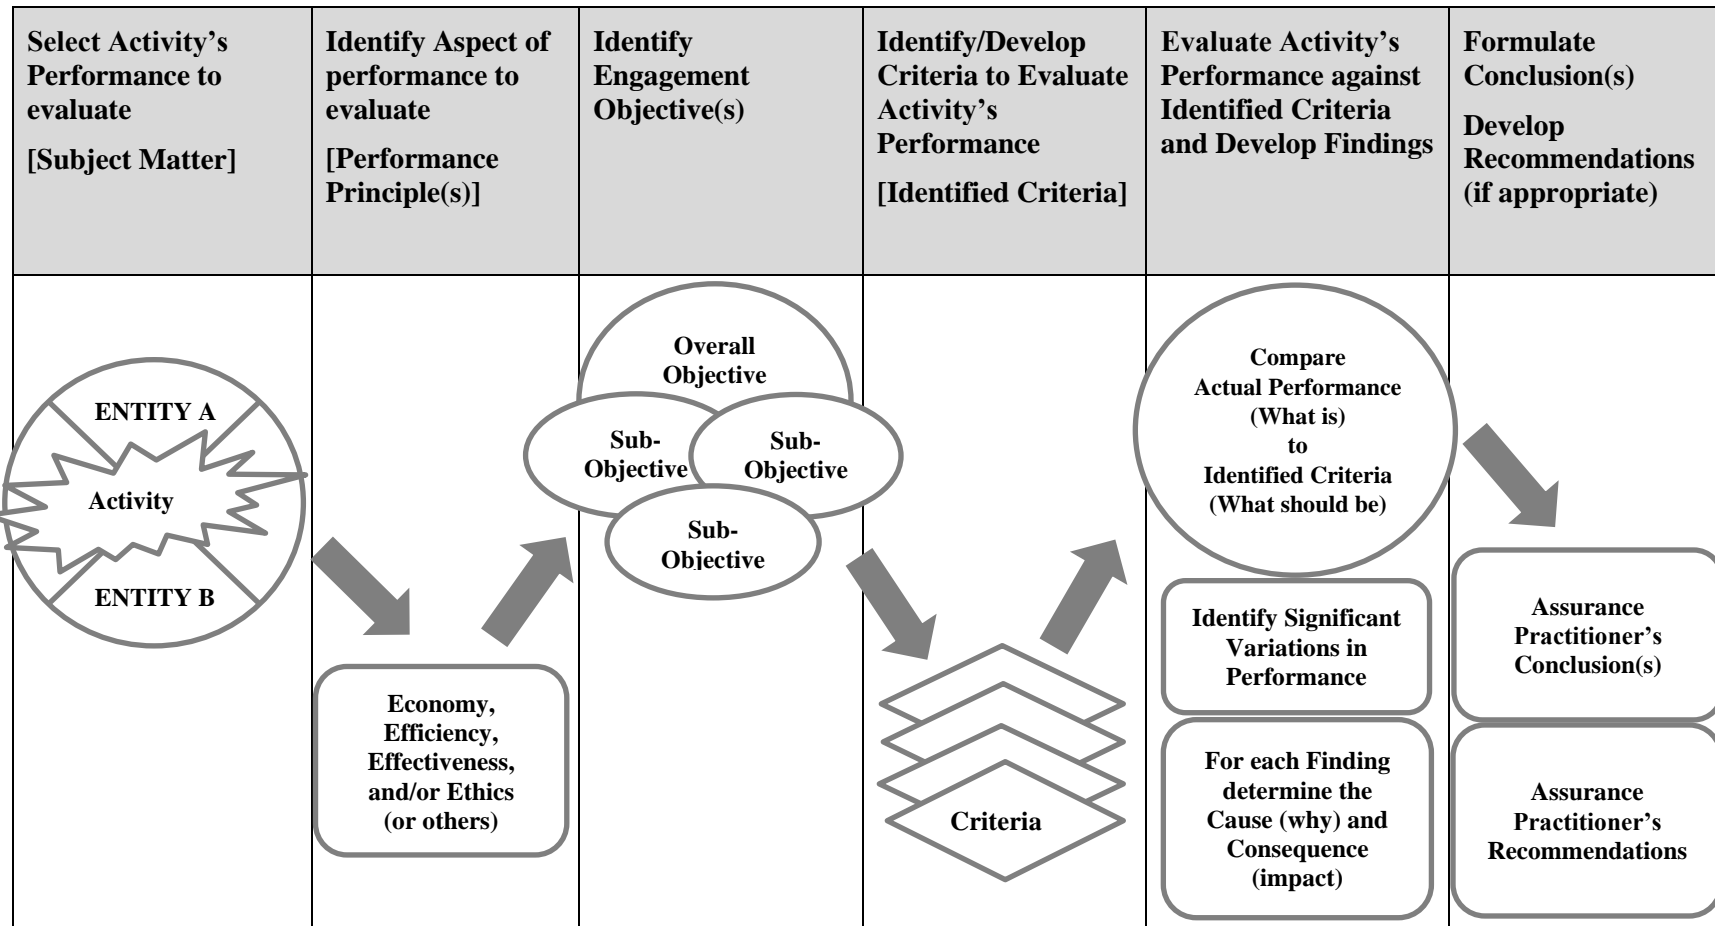 Select Activity’s
Performance to
evaluate
[Subject Matter]
Identify Aspect of
performance to
evaluate
[Performance
Principle(s)]
Identify
Engagement
Objective(s)
Identify/Develop
Criteria to Evaluate
Activity’s
Performance
[Identified Criteria]
Evaluate Activity’s
Performance against
Identified Criteria
and Develop Findings
Formulate
Conclusion(s)
Develop
Recommendations
(if appropriate)
ENTITY A
Activity
ENTITY B
Economy,
Efficiency,
Effectiveness,
and/or Ethics
(or others)
Overall
Objective
Sub-
Objective
Sub-
Objective
Sub-
Objective
Criteria
Compare
Actual Performance
(What is)
to
Identified Criteria
(What should be)
Identify Significant
Variations in
Performance
For each Finding
determine the
Cause (why) and
Consequence
(impact)
Assurance
Practitioner’s
Conclusion(s)
Assurance
Practitioner’s
Recommendations